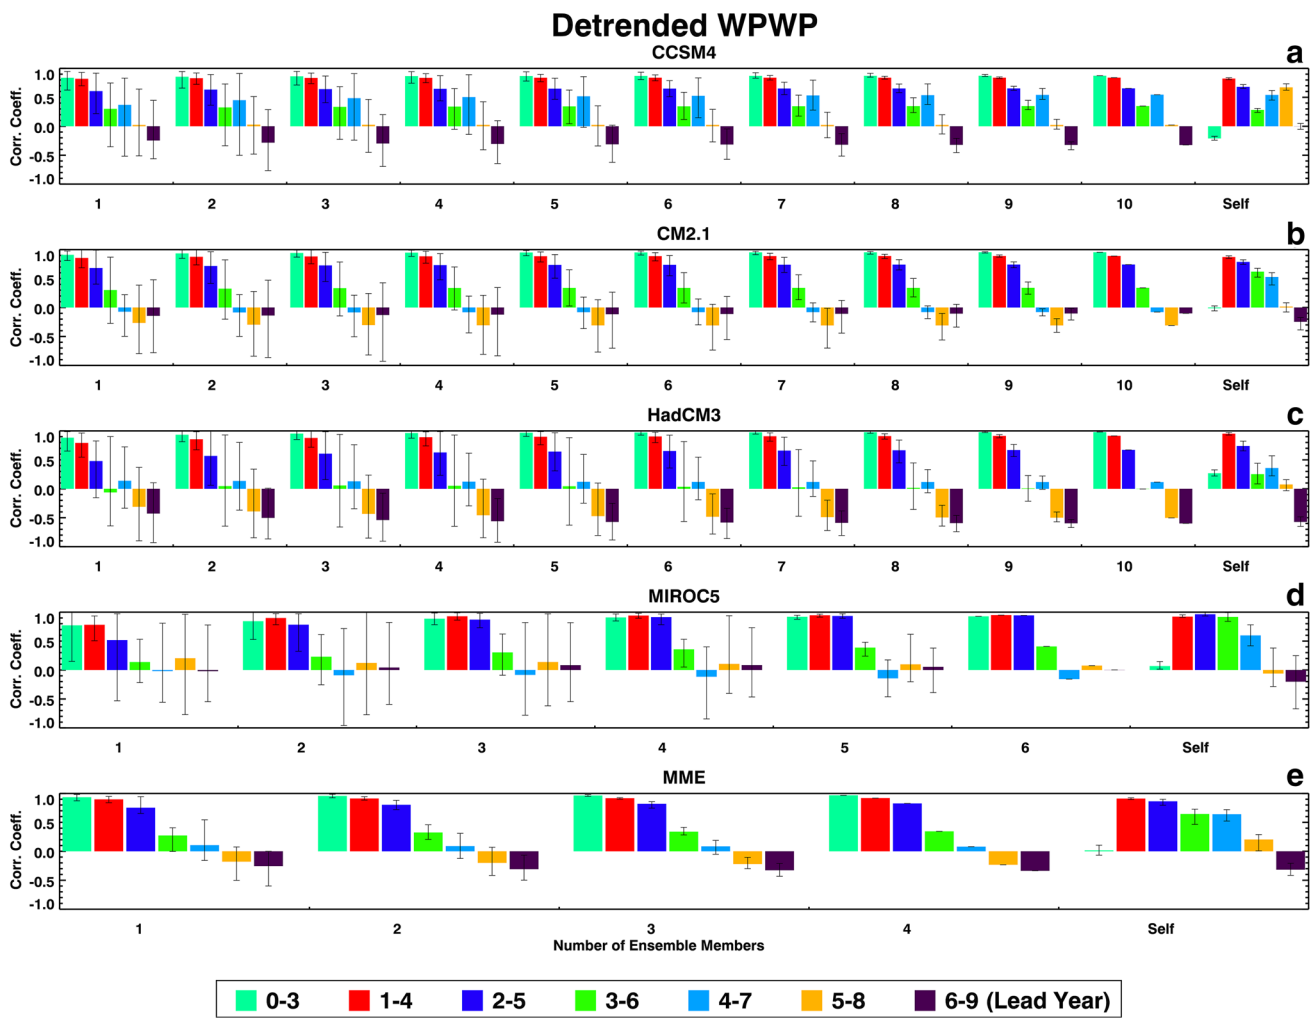 Detrended WPWP
CCSM4
a
Corr. Coeff.
1.0
0.5
0.0
-0.5
-1.0
1 2 3 4 5 6 7 8 9 10 Self
CM2.1
b
Corr. Coeff.
1.0
0.5
0.0
-0.5
-1.0
1 2 3 4 5 6 7 8 9 10 Self
HadCM3
c
Corr. Coeff.
1.0
0.5
0.0
-0.5
-1.0
1 2 3 4 5 6 7 8 9 10 Self
MIROC5
d
Corr. Coeff.
1.0
0.5
0.0
-0.5
-1.0
1 2 3 4 5 6 Self
MME
e
Corr. Coeff.
1.0
0.5
0.0
-0.5
-1.0
1 2 3 4 Self
Number of Ensemble Members
0-3 1-4 2-5 3-6 4-7 5-8 6-9 (Lead Year)